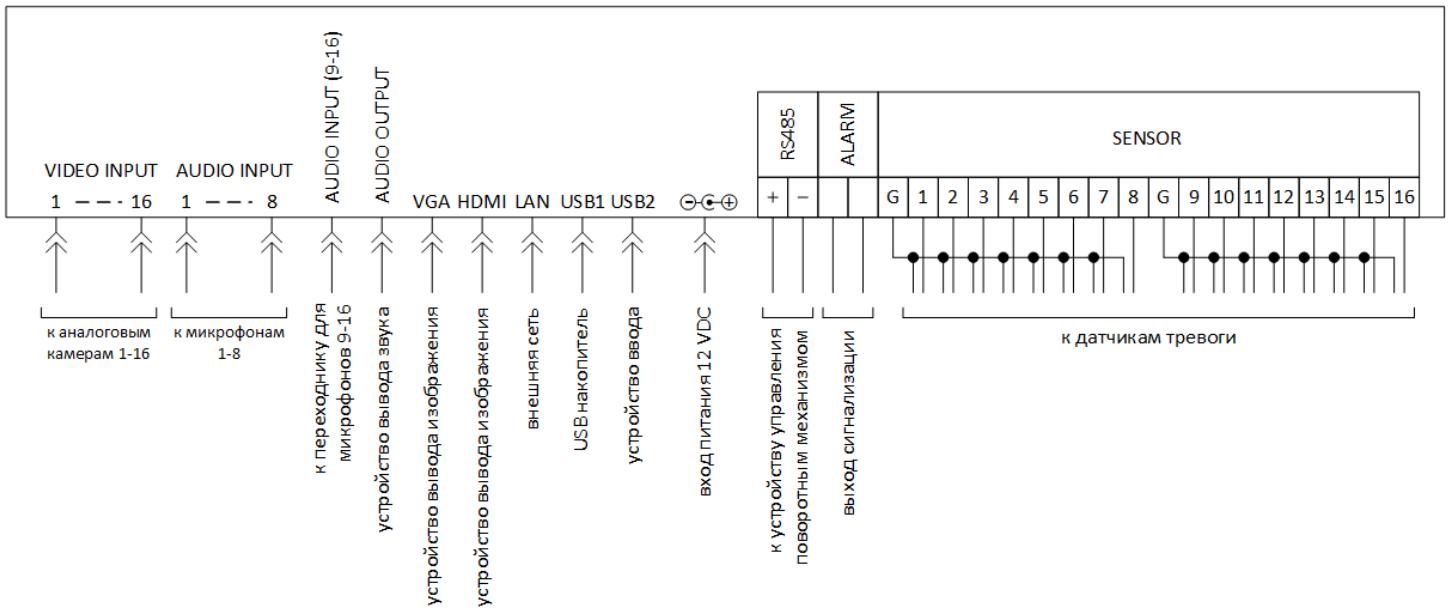 VIDEO INPUT
1 16
AUDIO INPUT
1 8
AUDIO INPUT (9-16)
AUDIO OUTPUT
VGA HDMI LAN USB1 USB2
RS485
ALARM
SENSOR
+ −
G 1 2 3 4 5 6 7 8 G 9 10 11 12 13 14 15 16
к аналоговым
камерам 1-16
к микрофонам
1-8
к переходнику для
микрофонов 9-16
устройство вывода звука
устройство вывода изображения
устройство вывода изображения
внешняя сеть
USB накопитель
устройство ввода
вход питания 12 VDC
к устройству управления
поворотным механизмом
выход сигнализации
к датчикам тревоги